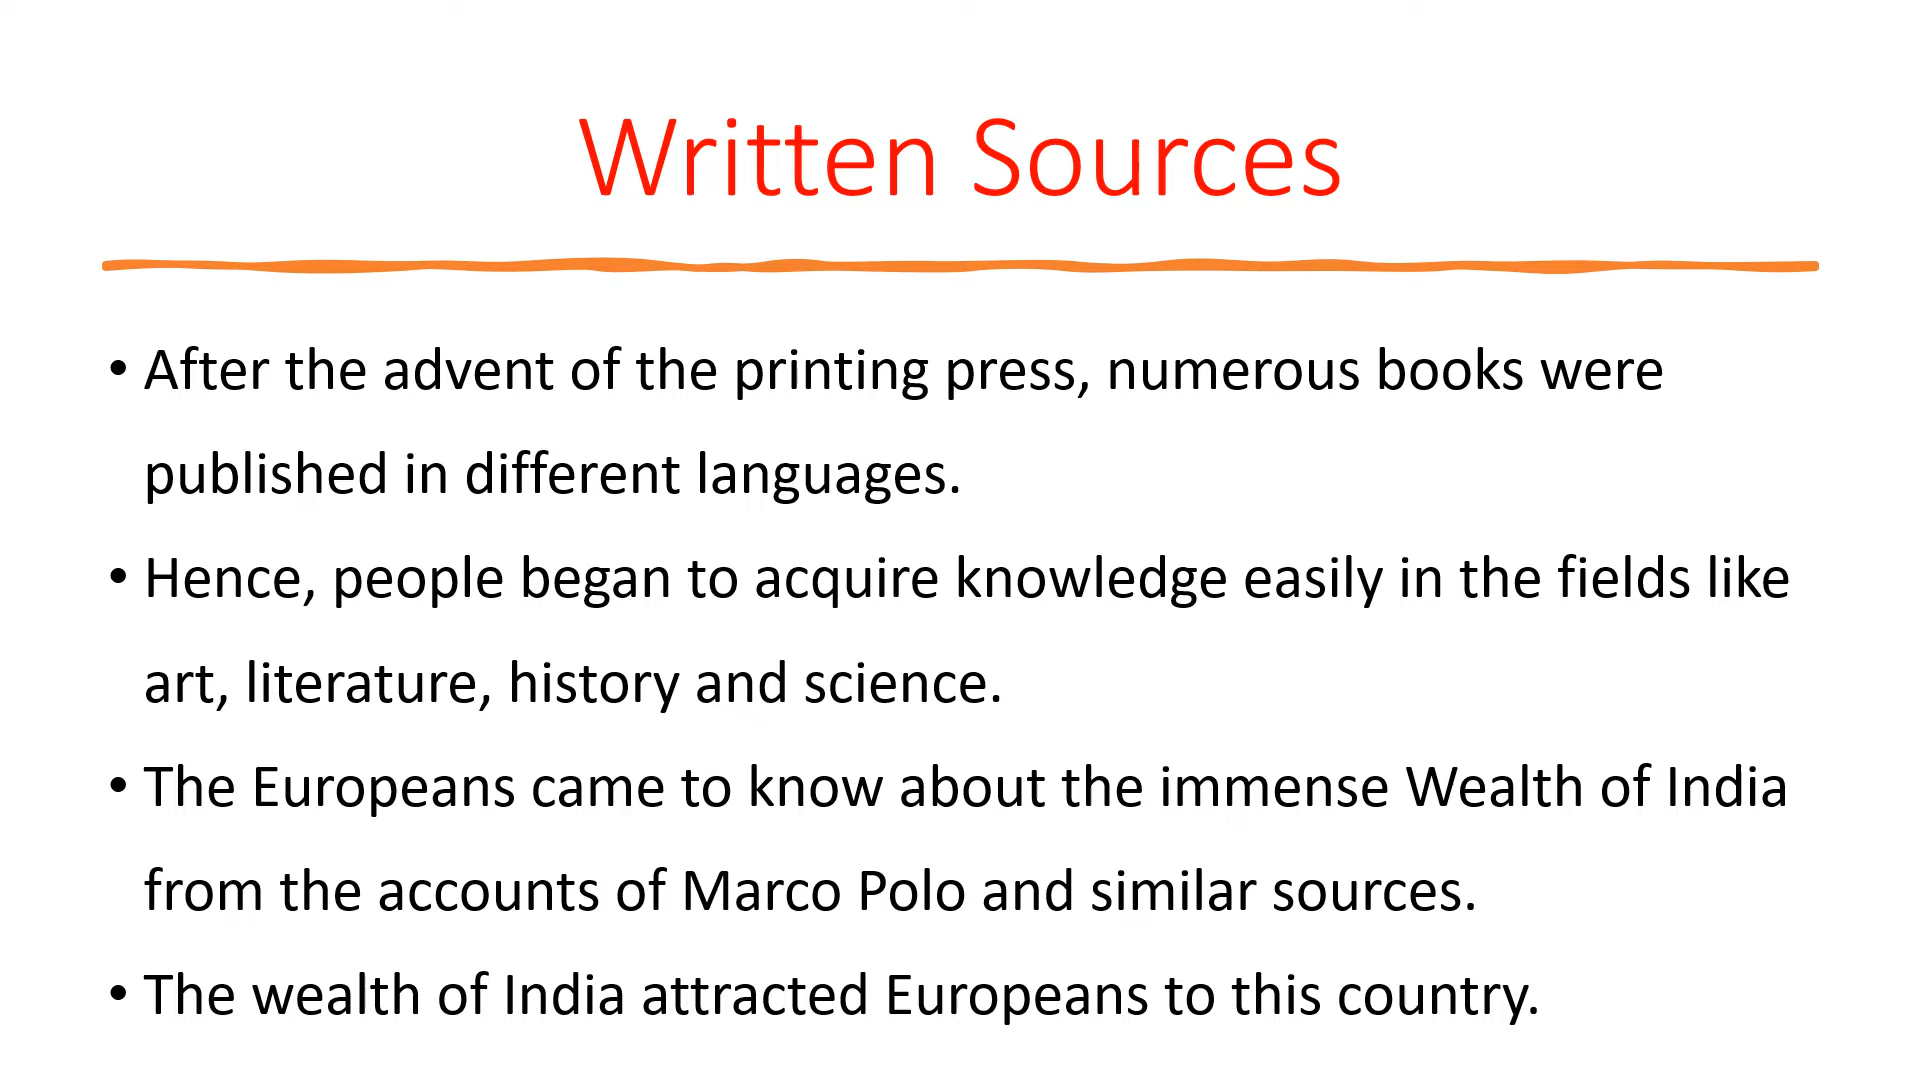 Written Sources
• After the advent of the printing press, numerous books were
published in different languages.
• Hence, people began to acquire knowledge easily in the fields like
art, literature, history and science.
• The Europeans came to know about the immense Wealth of India
from the accounts of Marco Polo and similar sources.
• The wealth of India attracted Europeans to this country.